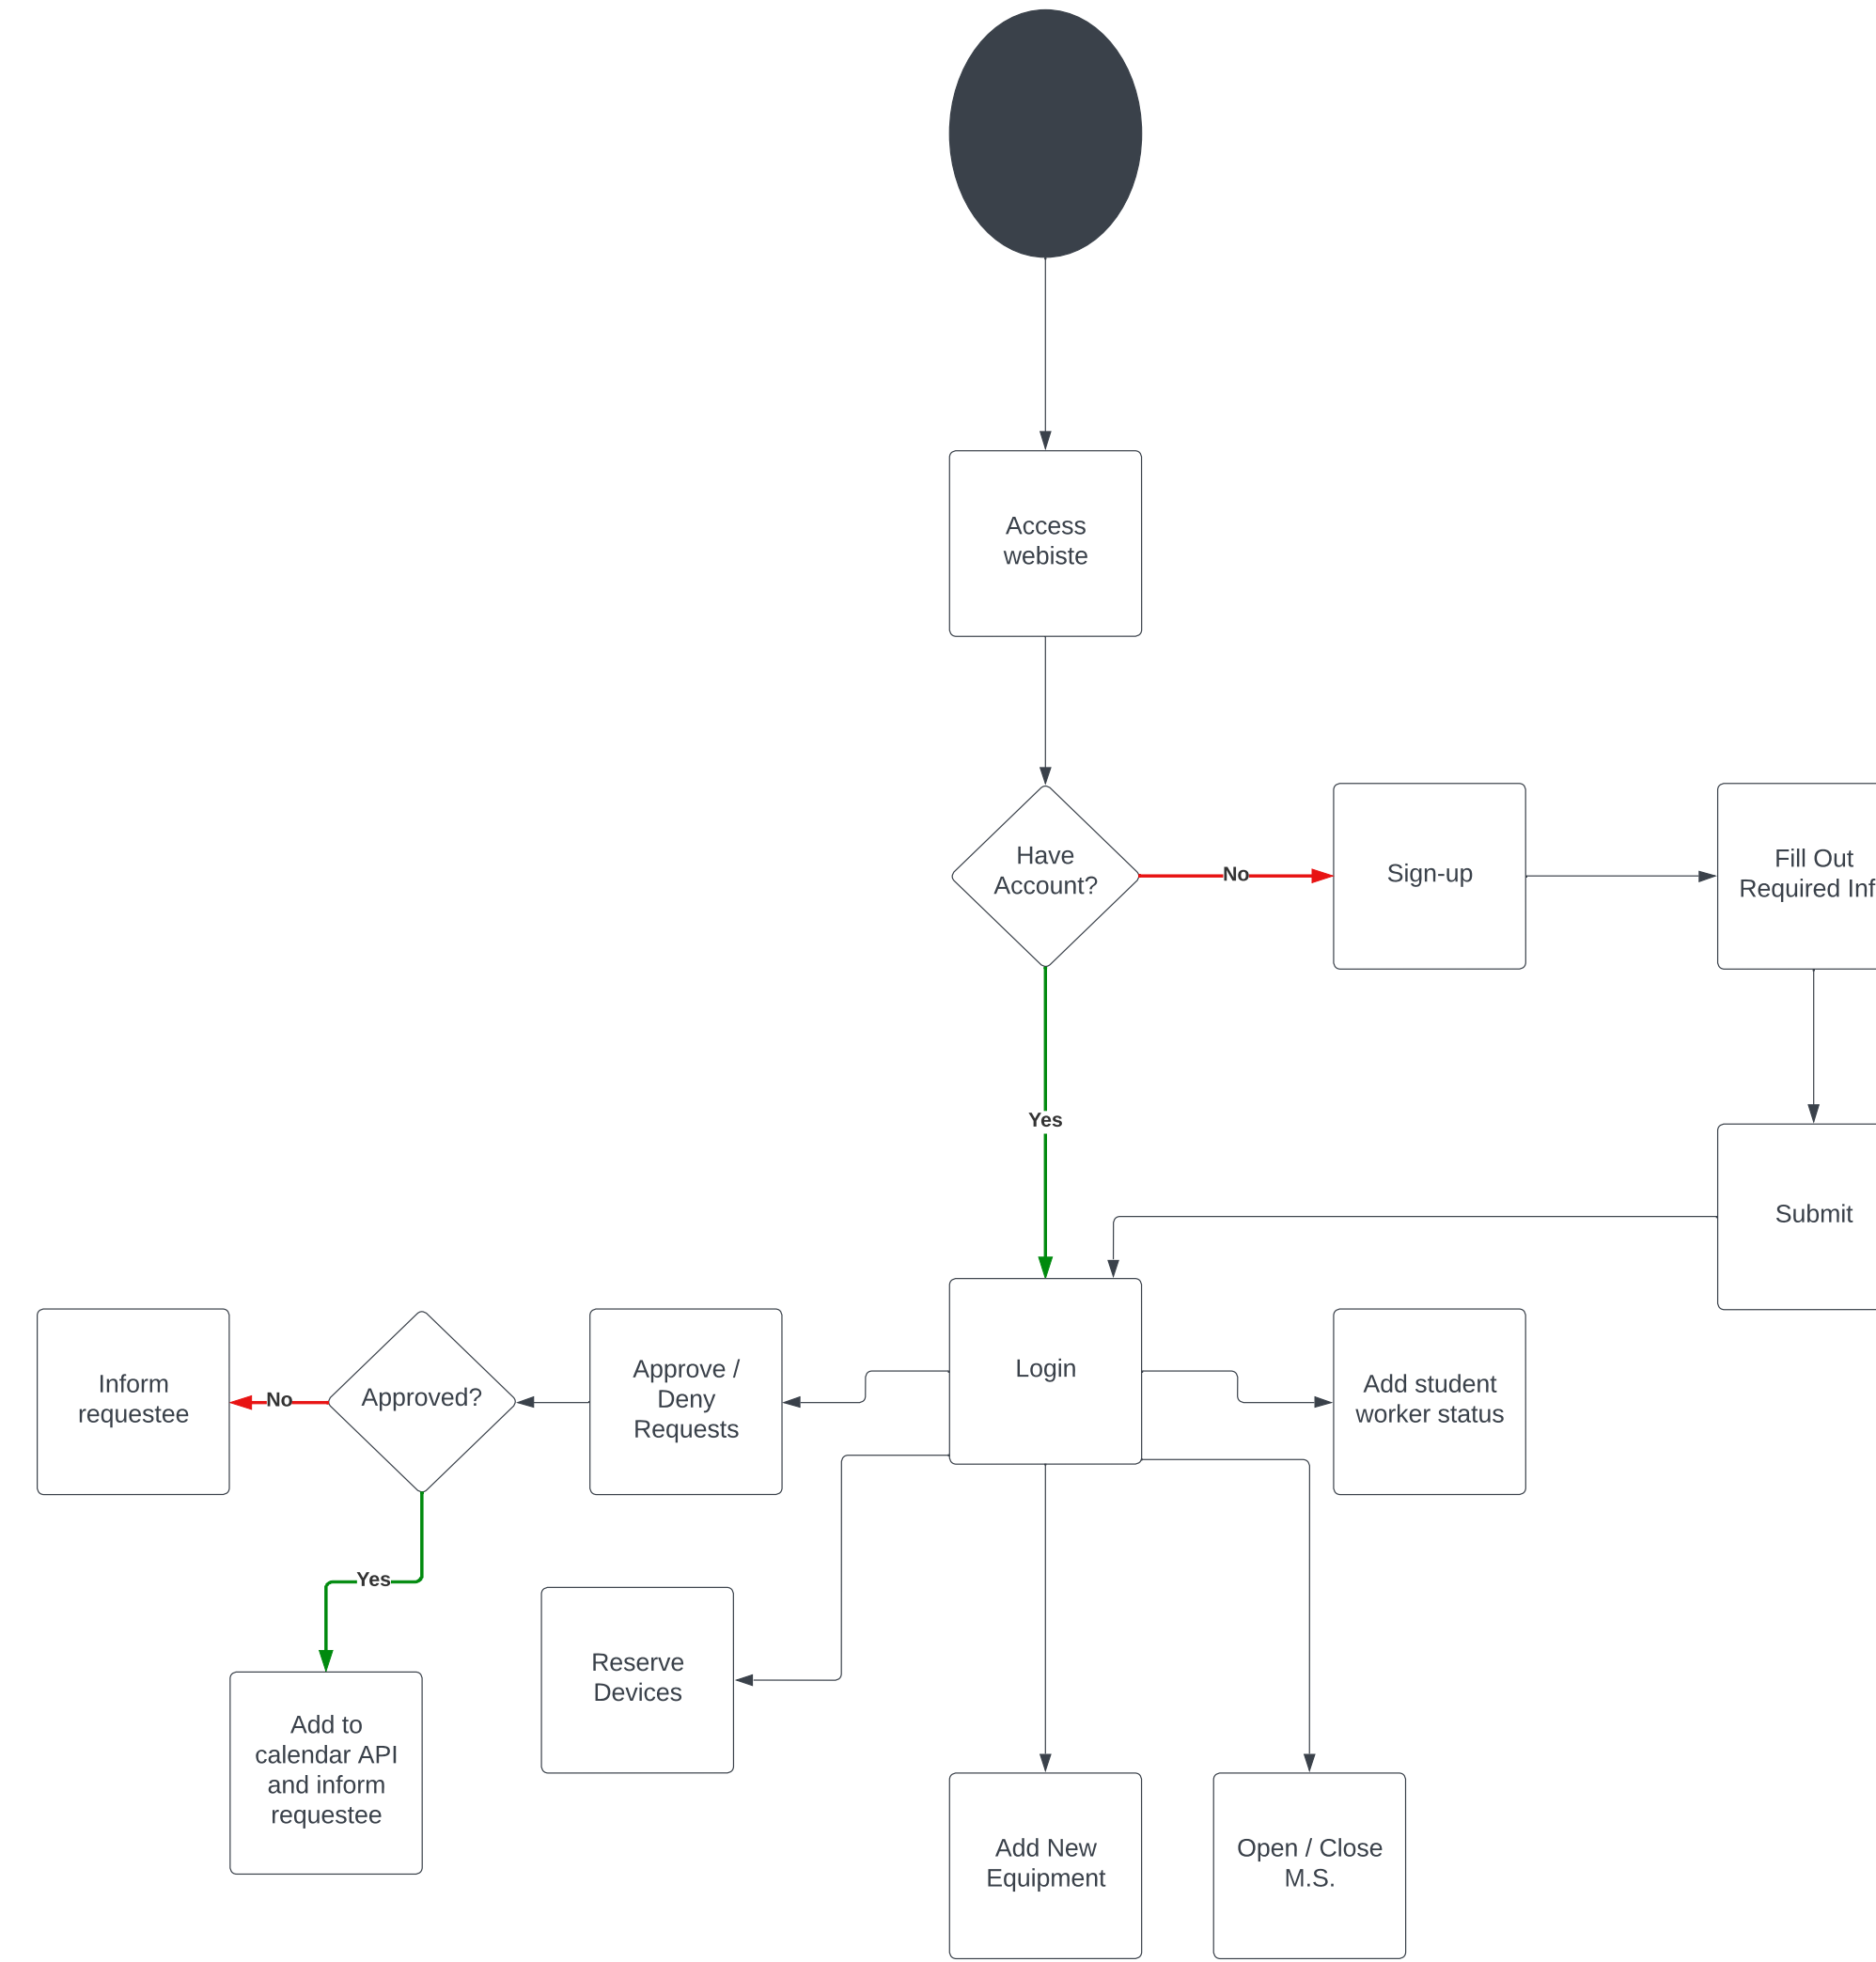 Access
webiste
Have
Account?
No
Sign-up
Fill Out
Required Inf
Yes
Submit
Login
Inform
requestee
No
Approved?
Approve /
Deny
Requests
Add student
worker status
Yes
Reserve
Devices
Add to
calendar API
and inform
requestee
Add New
Equipment
Open / Close
M.S.